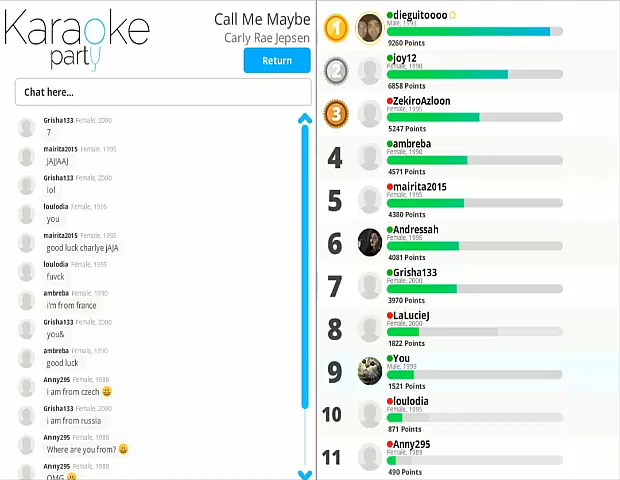 Karaoke
party
Call Me Maybe
Carly Rae Jepsen
Return
Chat here...
Grisha133 Female, 2000
7
mairita2015 Female, 1995
JAJJAAJ
Grisha133 Female, 2000
lol
loulodia Female, 1995
you
mairita2015 Female, 1995
good luck charlye jAJA
loulodia Female, 1995
fuvck
ambreba Female, 1990
i'm from france
Grisha133 Female, 2000
you&
ambreba Female, 1990
good luck
Anny295 Female, 1988
i am from czech
Grisha133 Female, 2000
i am from russia
Anny295 Female, 1988
Where are you from?
Anny295 Female, 1988
OMG
1
dieguitoooo
Male, 1993
9260 Points
2
joy12
Female, 1990
6858 Points
3
ZekiroAzloon
Female, 1995
5247 Points
4
ambreba
Female, 1990
4571 Points
5
mairita2015
Female, 1995
4380 Points
6
Andressah
Female, 1995
4081 Points
7
Grisha133
Female, 2000
3970 Points
8
LaLucieJ
Female, 2000
1822 Points
9
You
Male, 1993
1521 Points
10
loulodia
Female, 1995
871 Points
11
Anny295
Female, 1988
490 Points